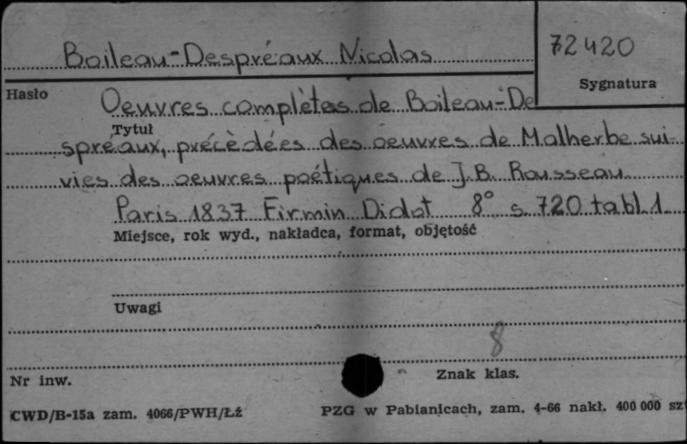 Boileau-Despréaux Nicolas
72420
Sygnatura
Hasło
Oeuvres complètes de Boileau-De
Tytuł
spréaux, précèdées des oeuvres de Malherbe sui-
vies des oeuvres poétiques de J.B. Rousseau
Paris 1837 Firmin Didot 8° s. 720 tabl. 1
Miejsce, rok wyd., nakładca, format, objętość
Uwagi
8
Nr inw.
Znak klas.
CWD/B-15a zam. 4066/PWH/Łź
PZG w Pabianicach, zam. 4-66 nakł. 400 000 szt